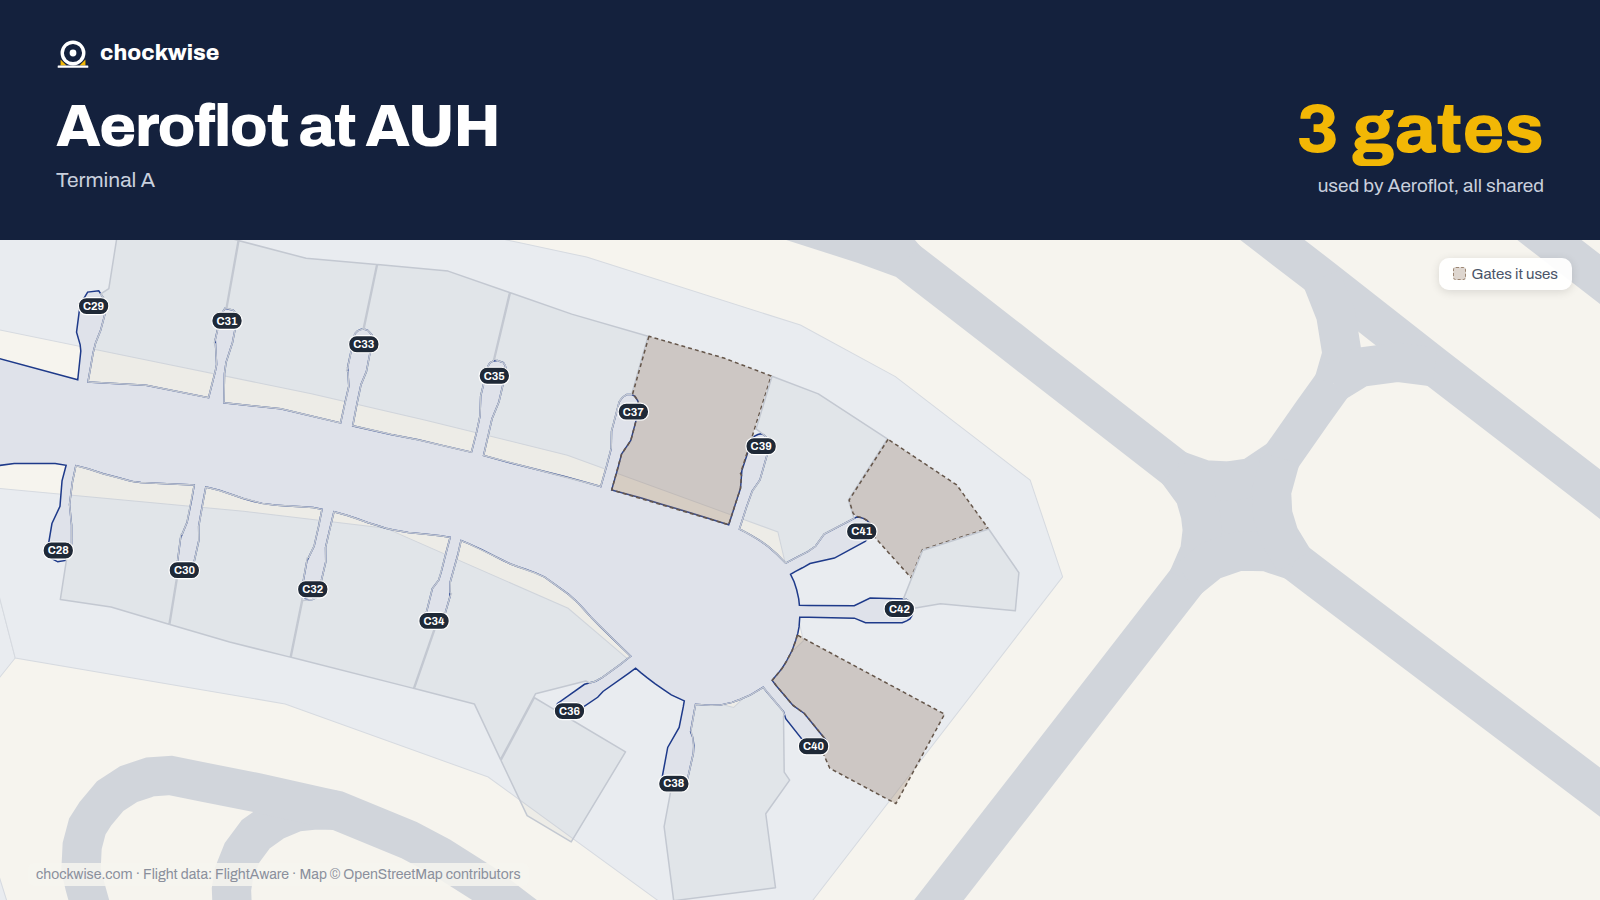 chockwise
Aeroflot at AUH
Terminal A
3 gates
used by Aeroflot, all shared
Gates it uses
C29
C31
C33
C35
C37
C39
C41
C42
C28
C30
C32
C34
C36
C38
C40
chockwise.com · Flight data: FlightAware · Map © OpenStreetMap contributors